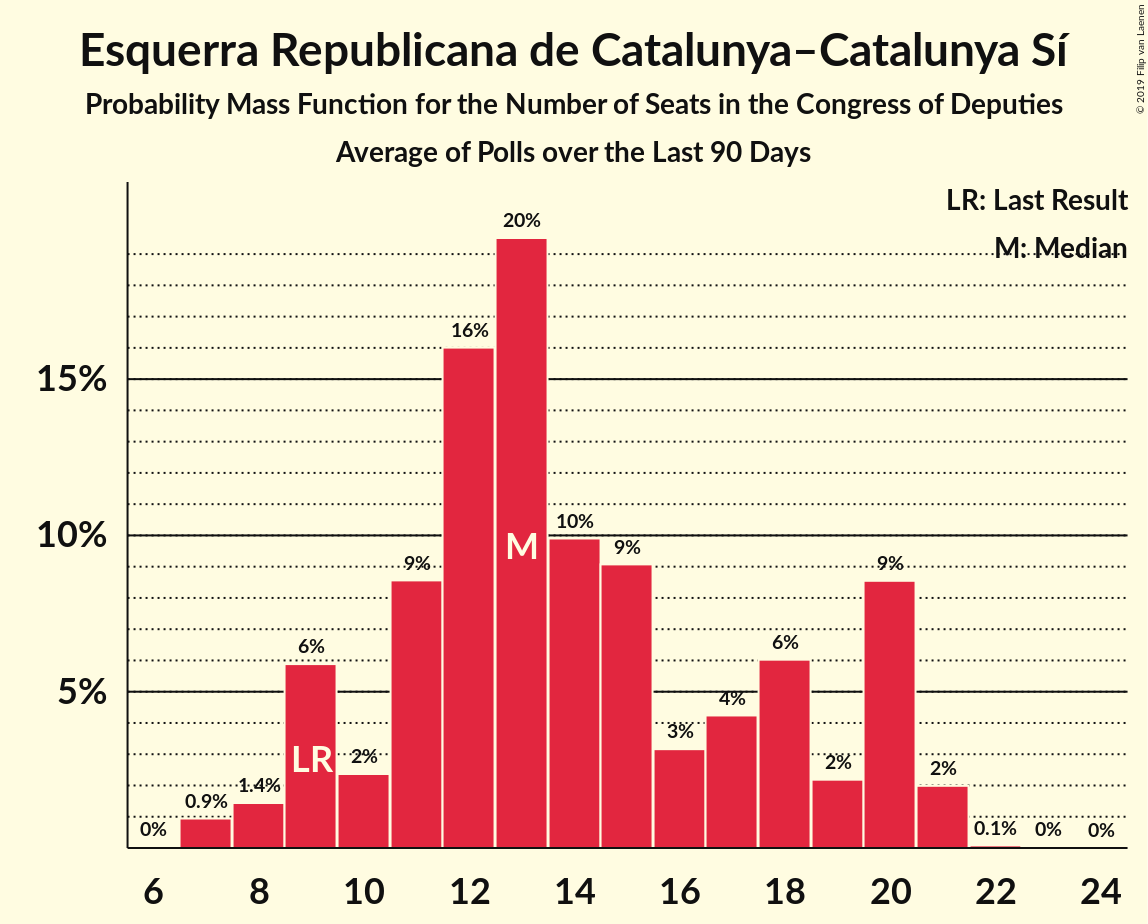 Esquerra Republicana de Catalunya–Catalunya Sí
Probability Mass Function for the Number of Seats in the Congress of Deputies
Average of Polls over the Last 90 Days
© 2019 Filip van Laenen
LR: Last Result
M: Median
20%
16%
15%
10%
10%
9%
9%
9%
M
6%
6%
5%
4%
3%
LR
2%
2%
2%
1.4%
0.9%
0%
0.1%
0%
0%
6 8 10 12 14 16 18 20 22 24